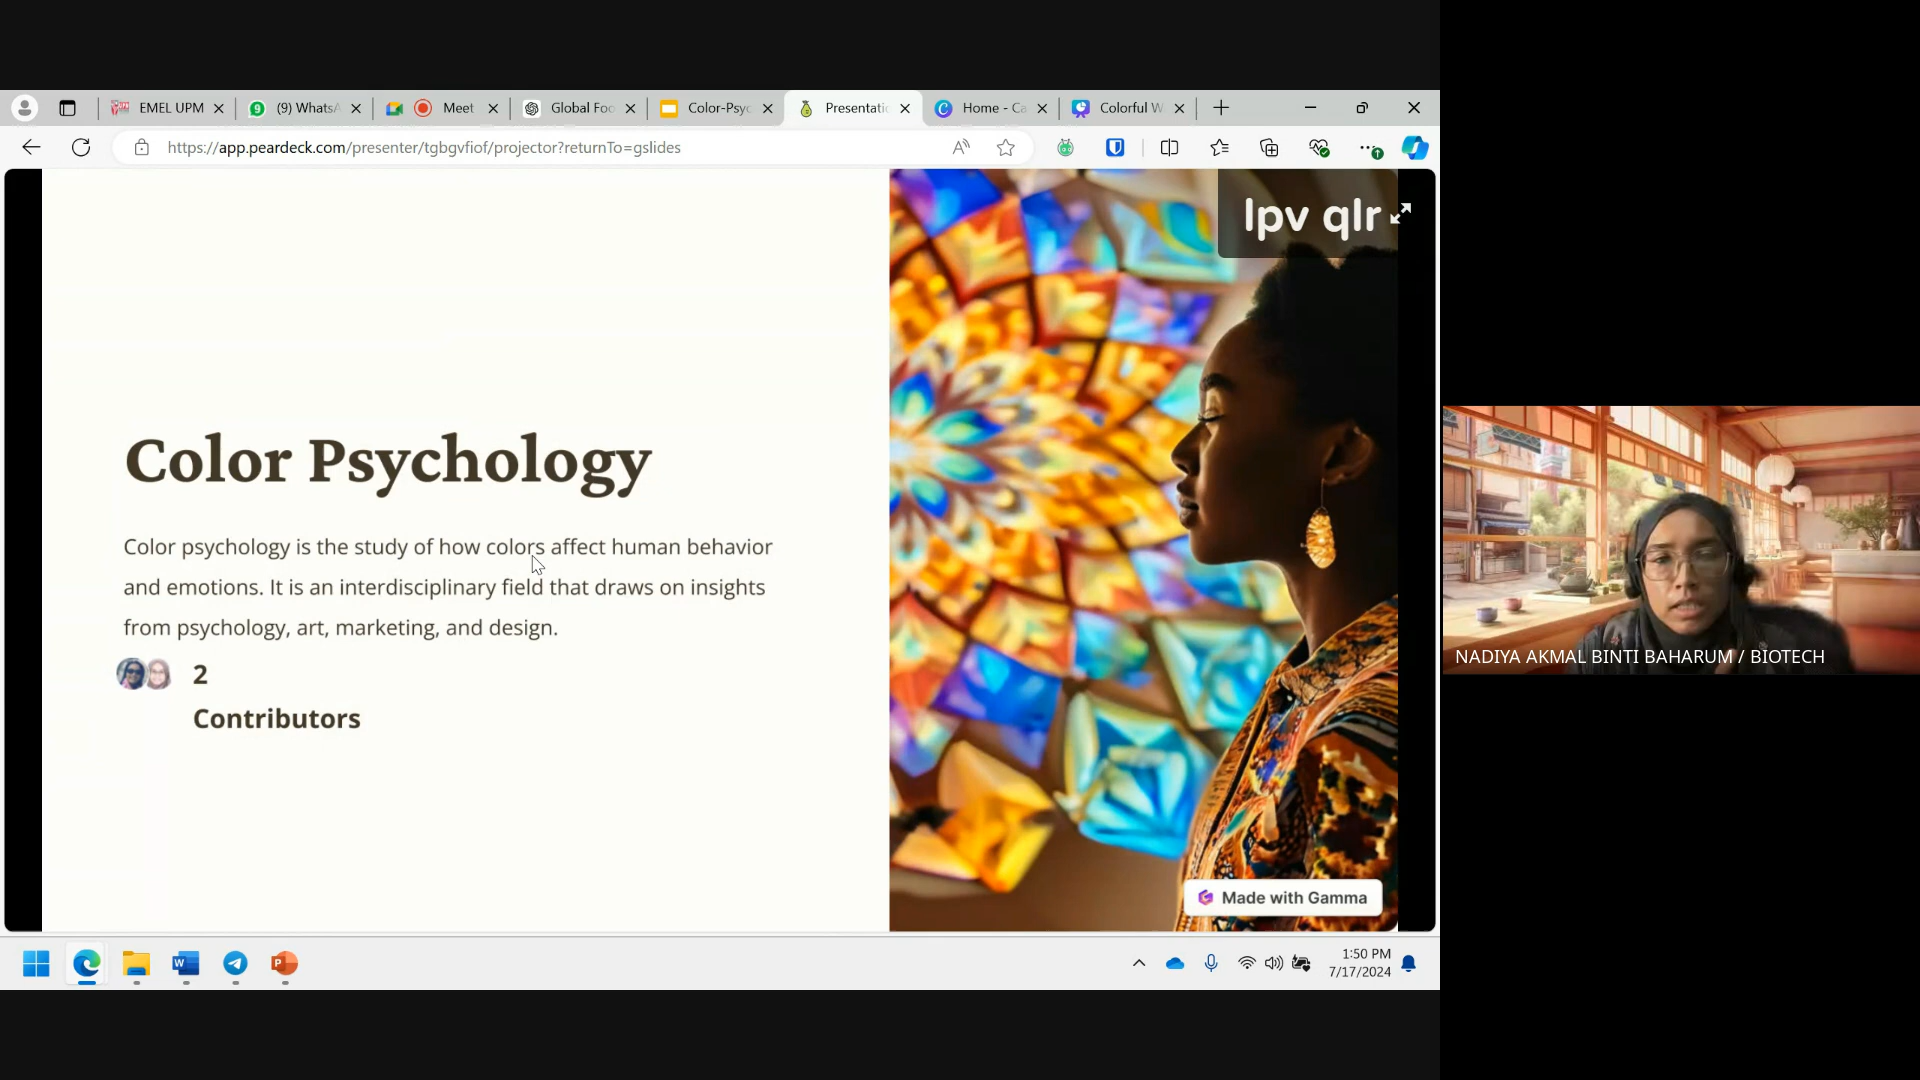 EMEL UPM
(9) WhatsA
Meet
Global Foo
Color-Psyc
Presentatic
Home - Ca
Colorful W
https://app.peardeck.com/presenter/tgbgvfiof/projector?returnTo=gslides
lpv qlr
Color Psychology
Color psychology is the study of how colors affect human behavior
and emotions. It is an interdisciplinary field that draws on insights
from psychology, art, marketing, and design.
2
Contributors
Made with Gamma
NADIYA AKMAL BINTI BAHARUM / BIOTECH
1:50 PM
7/17/2024